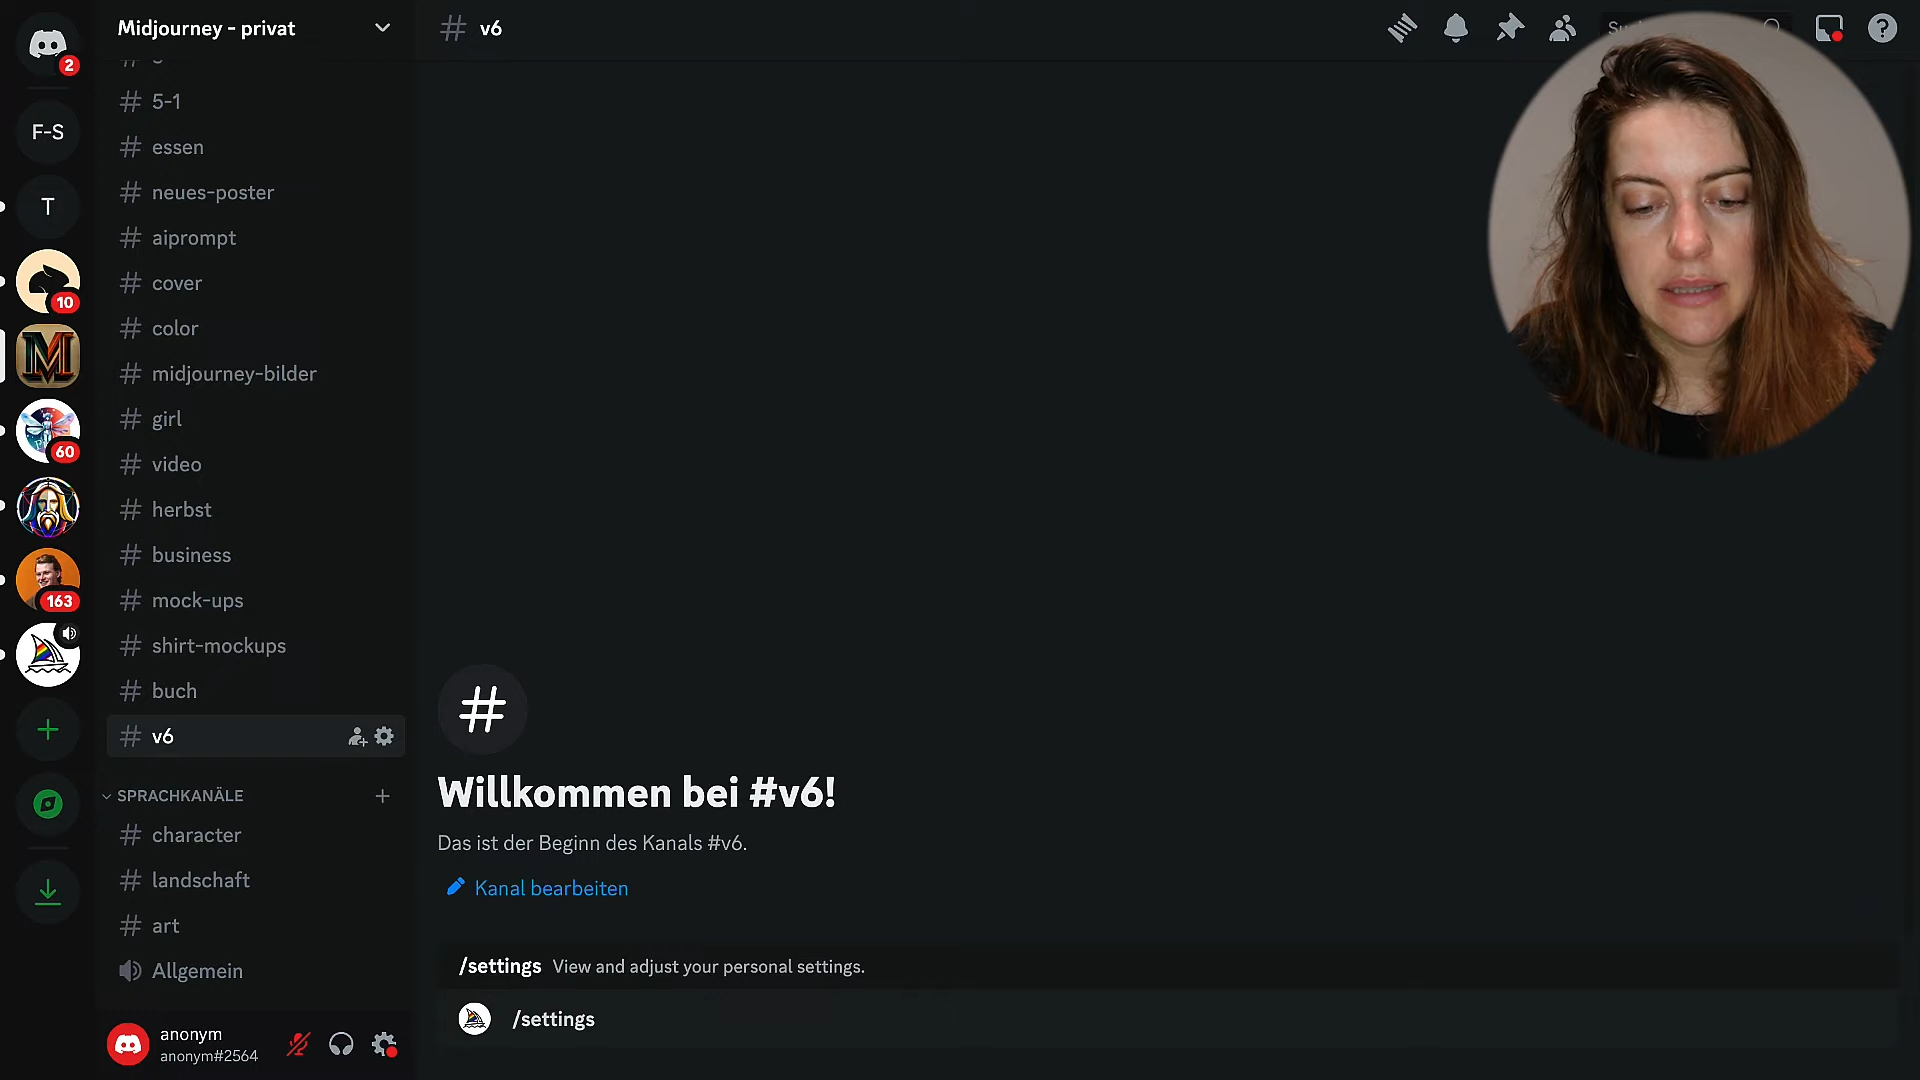 Midjourney - privat
v6
2
5-1
F-S
essen
neues-poster
T
aiprompt
cover
10
color
M
midjourney-bilder
girl
60
video
herbst
business
163
mock-ups
shirt-mockups
buch
v6
Willkommen bei #v6!
SPRACHKANÄLE
character
Das ist der Beginn des Kanals #v6.
landschaft
Kanal bearbeiten
art
Allgemein
/settings View and adjust your personal settings.
/settings
anonym
anonym#2564